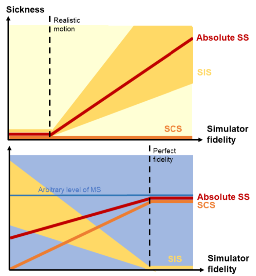 Sickness
Realistic
motion
Absolute SS
SIS
SCS
Simulator
fidelity
Perfect
fidelity
Arbitrary level of MS
Absolute SS
SCS
SIS
Simulator
fidelity